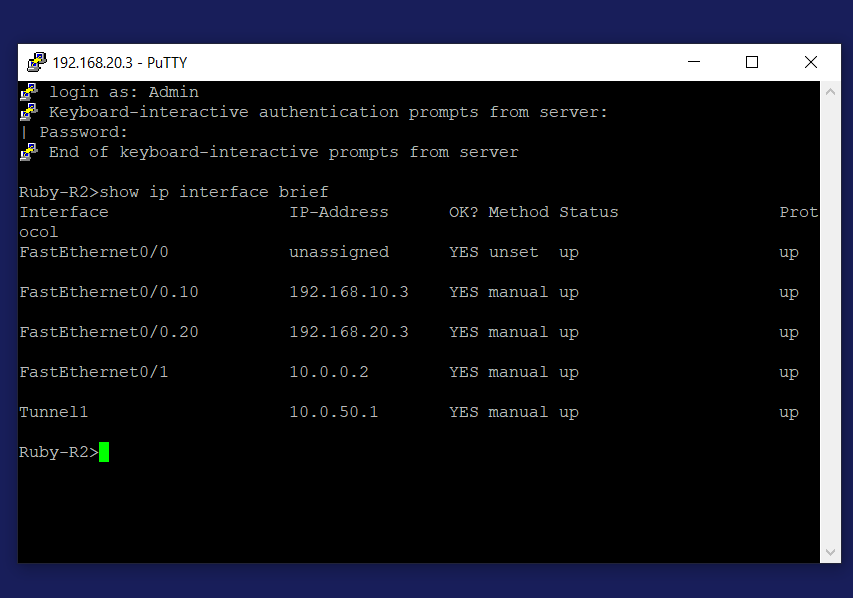 192.168.20.3 - PuTTY
login as: Admin
Keyboard-interactive authentication prompts from server:
| Password:
End of keyboard-interactive prompts from server
Ruby-R2>show ip interface brief
Interface                  IP-Address      OK? Method Status                Prot
ocol
FastEthernet0/0            unassigned      YES unset  up                    up
FastEthernet0/0.10         192.168.10.3    YES manual up                    up
FastEthernet0/0.20         192.168.20.3    YES manual up                    up
FastEthernet0/1            10.0.0.2        YES manual up                    up
Tunnel1                    10.0.50.1       YES manual up                    up
Ruby-R2>